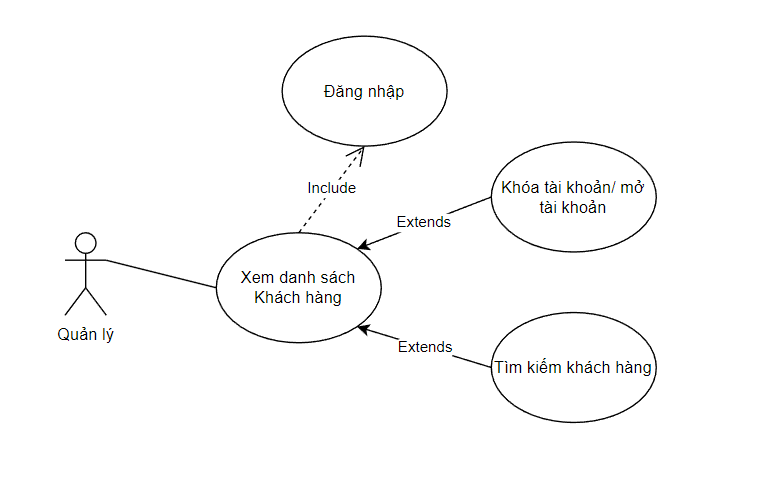 Đăng nhập
Include
Khóa tài khoản/ mở
tài khoản
Extends
Xem danh sách
Khách hàng
Quản lý
Extends
Tìm kiếm khách hàng